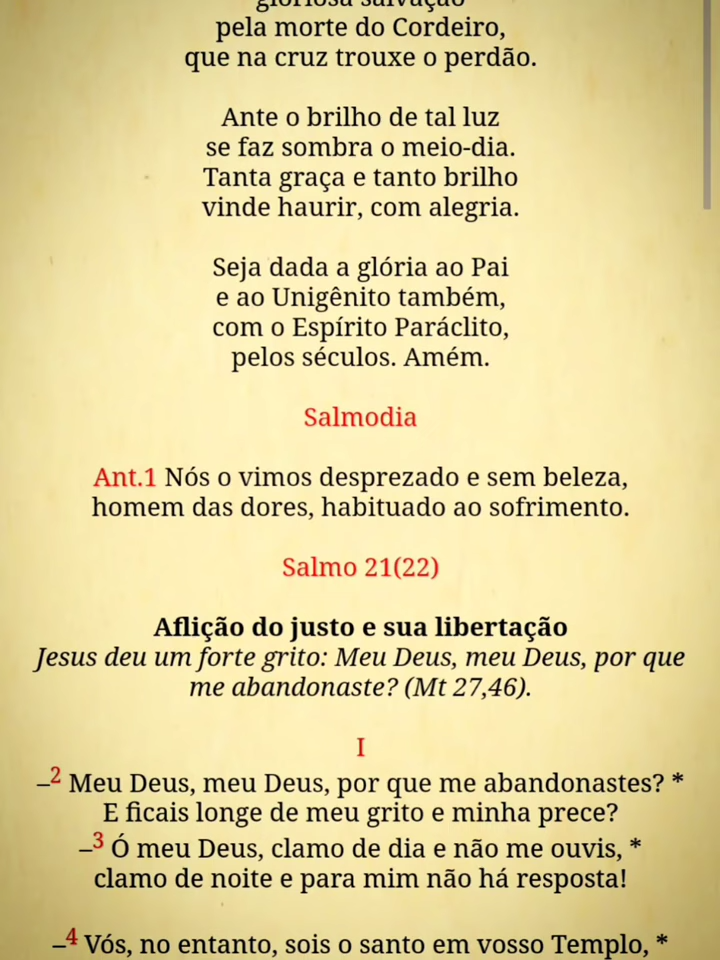 gloriosa salvação
pela morte do Cordeiro,
que na cruz trouxe o perdão.
Ante o brilho de tal luz
se faz sombra o meio-dia.
Tanta graça e tanto brilho
vinde haurir, com alegria.
Seja dada a glória ao Pai
e ao Unigênito também,
com o Espírito Paráclito,
pelos séculos. Amém.
Salmodia
Ant.1 Nós o vimos desprezado e sem beleza,
homem das dores, habituado ao sofrimento.
Salmo 21(22)
Aflição do justo e sua libertação
Jesus deu um forte grito: Meu Deus, meu Deus, por que
me abandonaste? (Mt 27,46).
I
–2 Meu Deus, meu Deus, por que me abandonastes? *
E ficais longe de meu grito e minha prece?
–3 Ó meu Deus, clamo de dia e não me ouvis, *
clamo de noite e para mim não há resposta!
–4 Vós, no entanto, sois o santo em vosso Templo, *